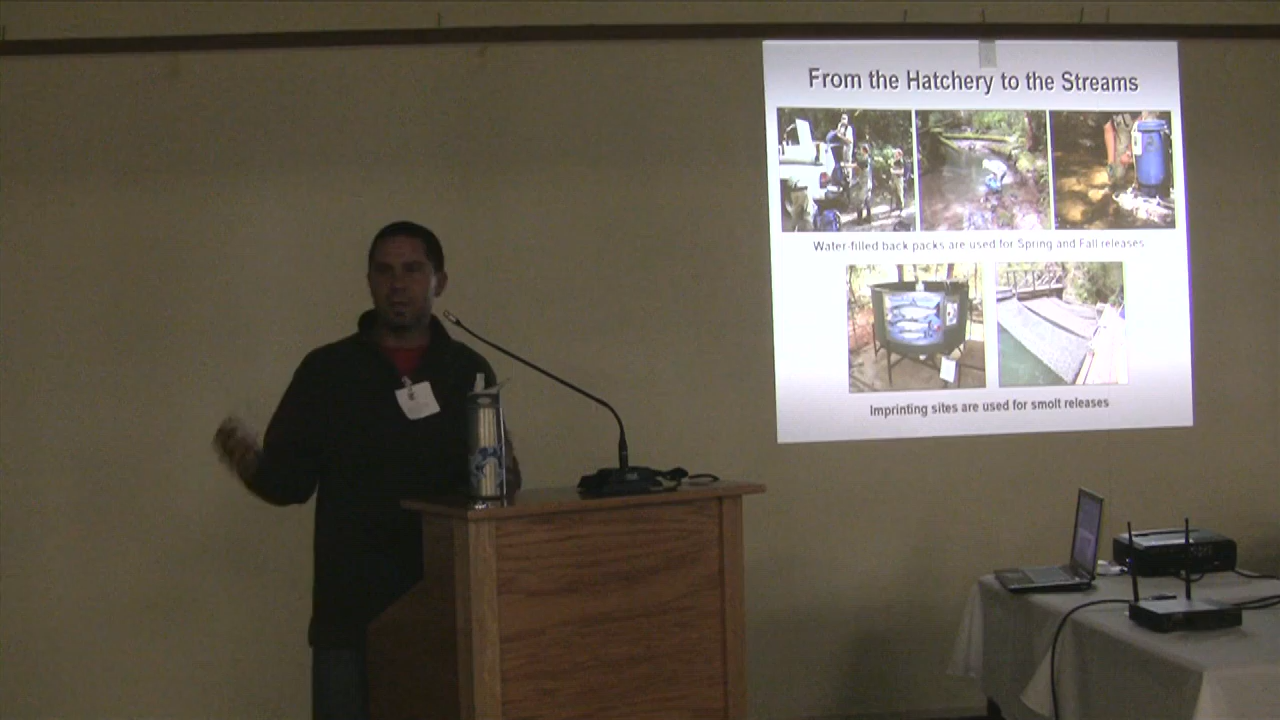 From the Hatchery to the Streams
Water-filled back packs are used for Spring and Fall releases
Imprinting sites are used for smolt releases